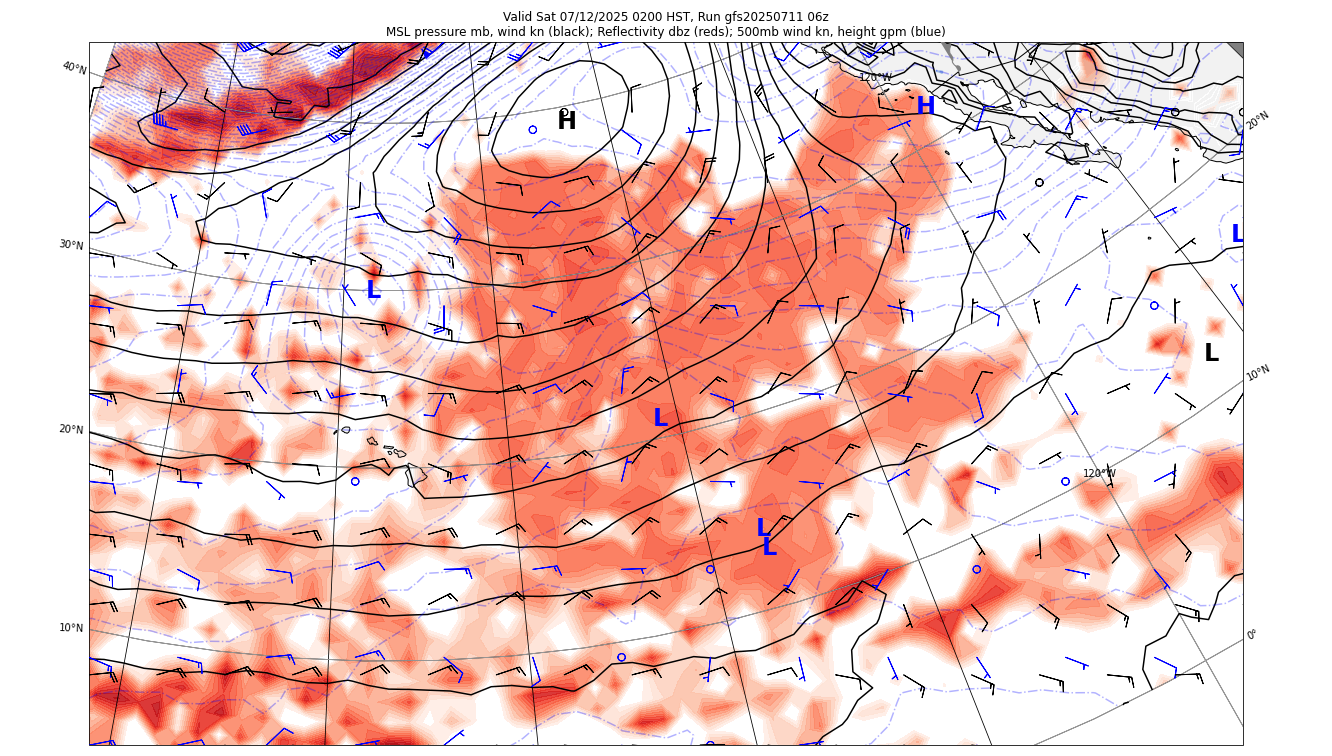 Valid Sat 07/12/2025 0200 HST, Run gfs20250711 06z
MSL pressure mb, wind kn (black); Reflectivity dbz (reds); 500mb wind kn, height gpm (blue)
40°N
120°W
H
H
20°N
L
30°N
L
L
10°N
L
20°N
120°W
L
L
10°N
0°